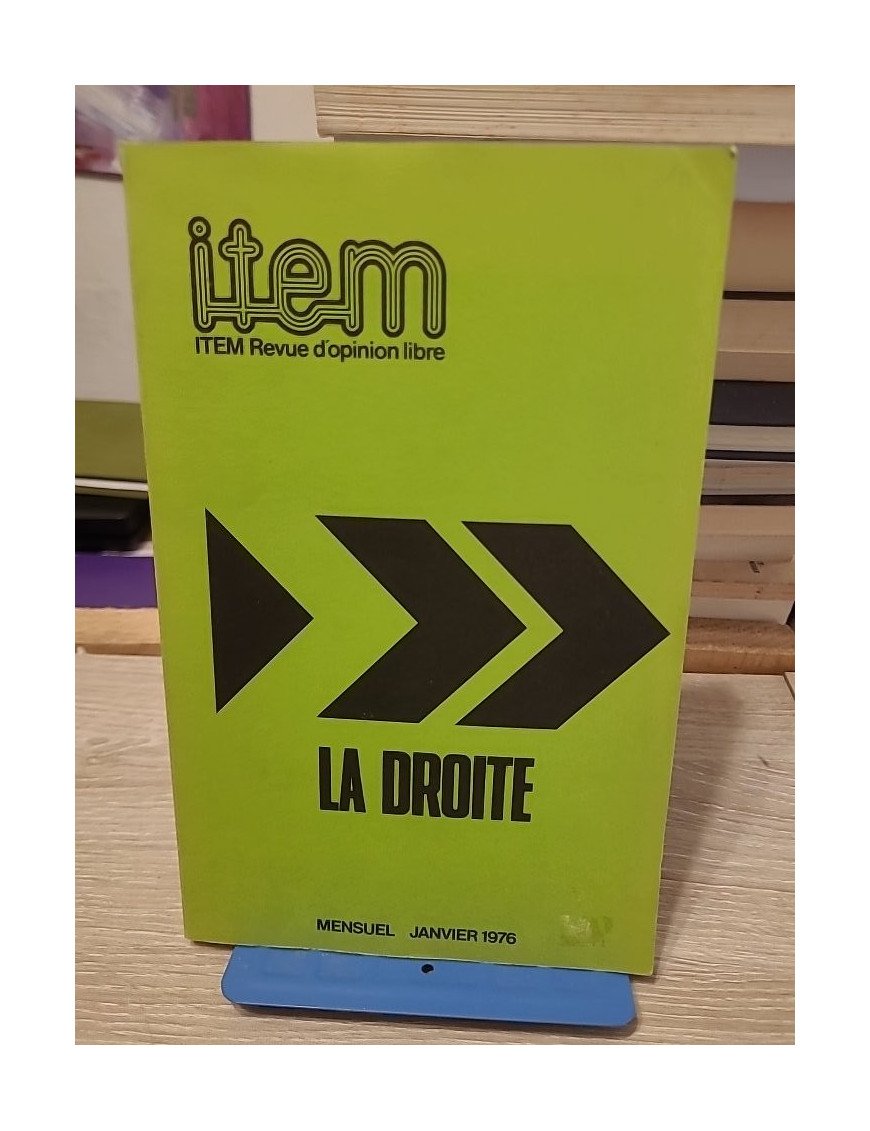 item
ITEM Revue d'opinion libre
LA DROITE
MENSUEL JANVIER 1976